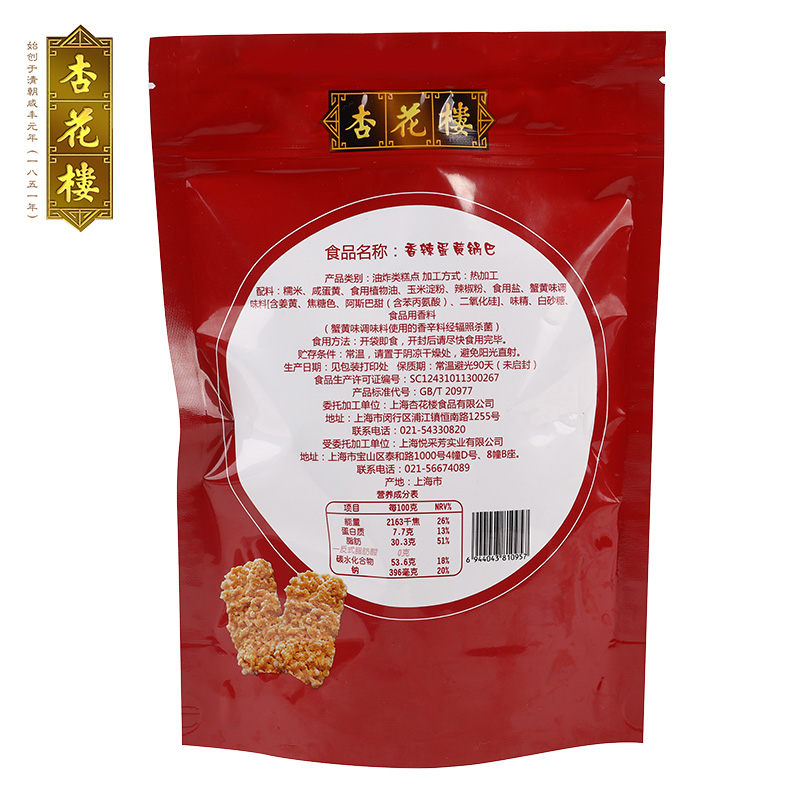 始创于清朝咸丰元年（一八五一年）
杏花樓
杏花樓
食品名称：香辣蛋黄锅巴
产品类别：油炸类糕点 加工方式：热加工
配料：糯米、咸蛋黄、食用植物油、玉米淀粉、辣椒粉、食用盐、蟹黄味调
味料[含姜黄、焦糖色、阿斯巴甜（含苯丙氨酸）、二氧化硅]、味精、白砂糖、
食品用香料
（蟹黄味调味料使用的香辛料经辐照杀菌）
食用方法：开袋即食，开封后请尽快食用完毕。
贮存条件：常温，请置于阴凉干燥处，避免阳光直射。
生产日期：见包装打印处 保质期：常温避光90天（未启封）
食品生产许可证编号：SC12431011300267
产品标准代号：GB/T 20977
委托加工单位：上海杏花楼食品有限公司
地址：上海市闵行区浦江镇恒南路1255号
联系电话：021-54330820
受委托加工单位：上海悦采芳实业有限公司
地址：上海市宝山区泰和路1000号4幢D号、8幢B座。
联系电话：021-56674089
产地：上海市
营养成分表
项目 每100克 NRV%
能量 2163千焦 26%
蛋白质 7.7克 13%
脂肪 30.3克 51%
—反式脂肪酸 0克
碳水化合物 53.6克 18%
钠 396毫克 20%
6 944043 810957